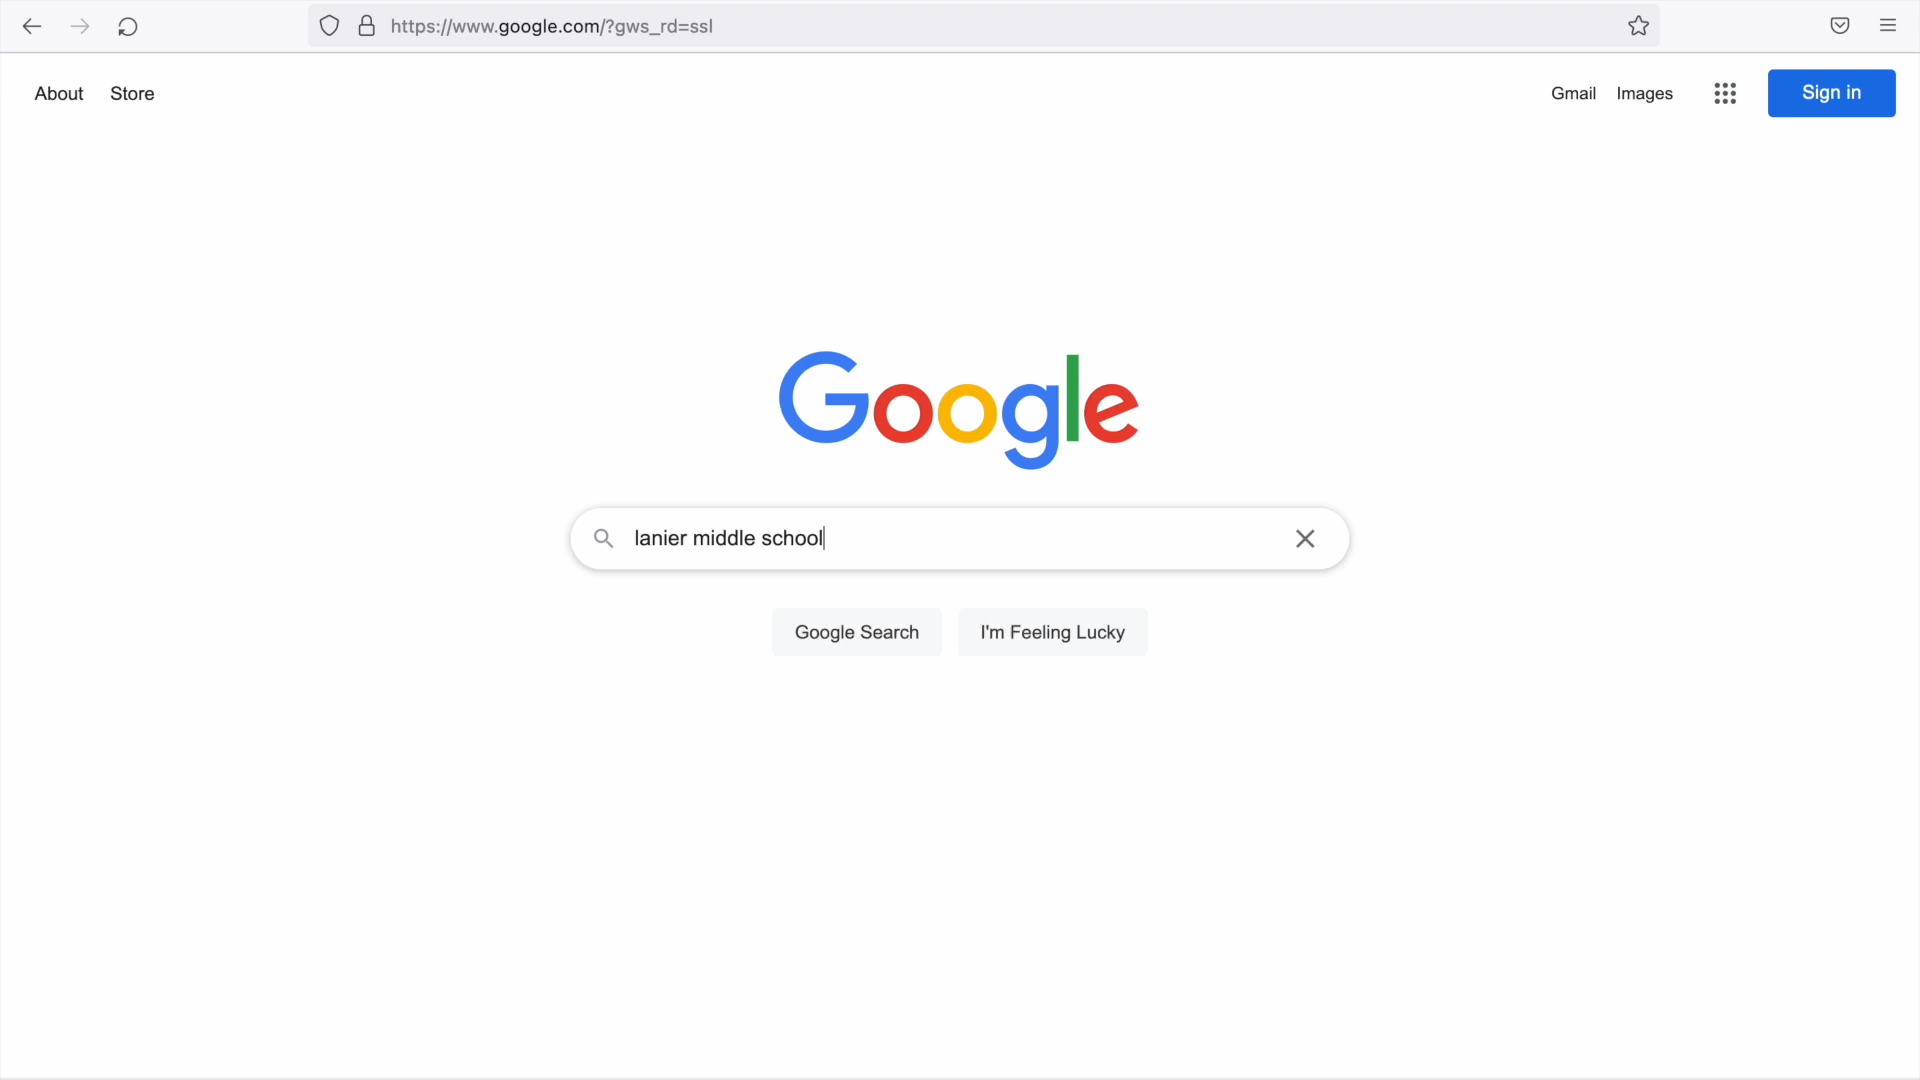 https://www.google.com/?gws_rd=ssl
About Store
Gmail Images Sign in
Google
lanier middle school
Google Search I'm Feeling Lucky